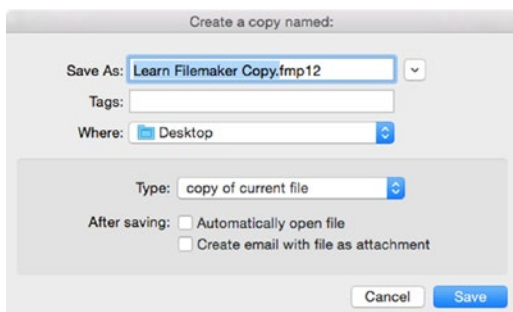 Create a copy named:
Save As: Learn Filemaker Copy.fmp12
Tags:
Where: Desktop
Type: copy of current file
After saving: Automatically open file
Create email with file as attachment
Cancel Save